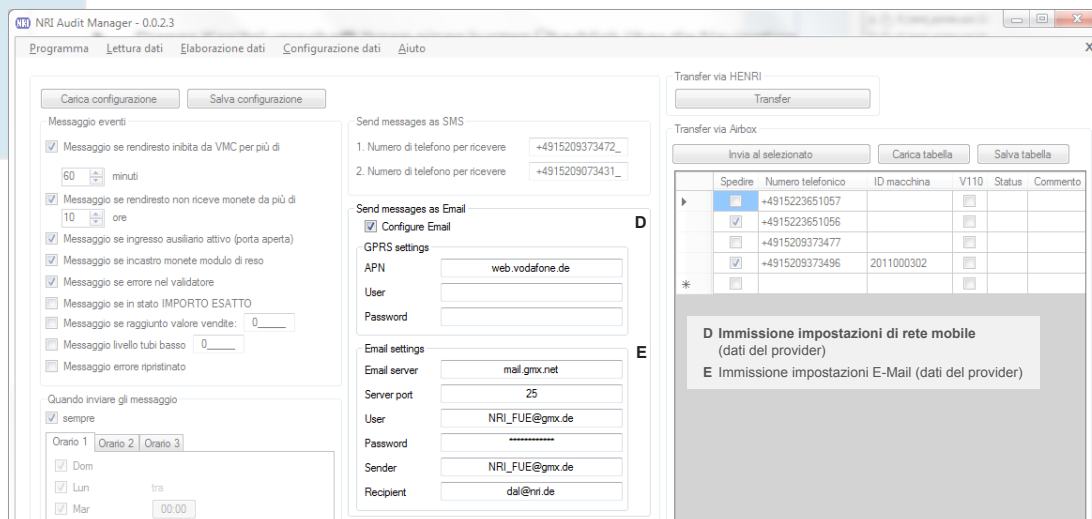 NRI Audit Manager - 0.0.2.3
Programma Lettura dati Elaborazione dati Configurazione dati Aiuto
Carica configurazione Salva configurazione
Messaggio eventi
Messaggio se rendiresto inibita da VMC per più di
60 minuti
Messaggio se rendiresto non riceve monete da più di
10 ore
Messaggio se ingresso ausiliario attivo (porta aperta)
Messaggio se incastro monete modulo di reso
Messaggio se errore nel validatore
Messaggio se in stato IMPORTO ESATTO
Messaggio se raggiunto valore vendite: 0_____
Messaggio livello tubi basso 0_____
Messaggio errore ripristinato
Quando inviare gli messaggio
sempre
Orario 1 Orario 2 Orario 3
Dom
Lun tra
Mar 00:00
Send messages as SMS
1. Numero di telefono per ricevere +4915209373472_
2. Numero di telefono per ricevere +4915209073431_
Send messages as Email
D
Configure Email
GPRS settings
APN web.vodafone.de
User
Password
Email settings
E
Email server mail.gmx.net
Server port 25
User NRI_FUE@gmx.de
Password ************
Sender NRI_FUE@gmx.de
Recipient dal@nri.de
Transfer via HENRI
Transfer
Transfer via Airbox
Invia al selezionato Carica tabella Salva tabella
Spedire Numero telefonico ID macchina V110 Status Commento
+4915223651057
+4915223651056
+4915209373477
+4915209373496 2011000302
D Immissione impostazioni di rete mobile
(dati del provider)
E Immissione impostazioni E-Mail (dati del provider)